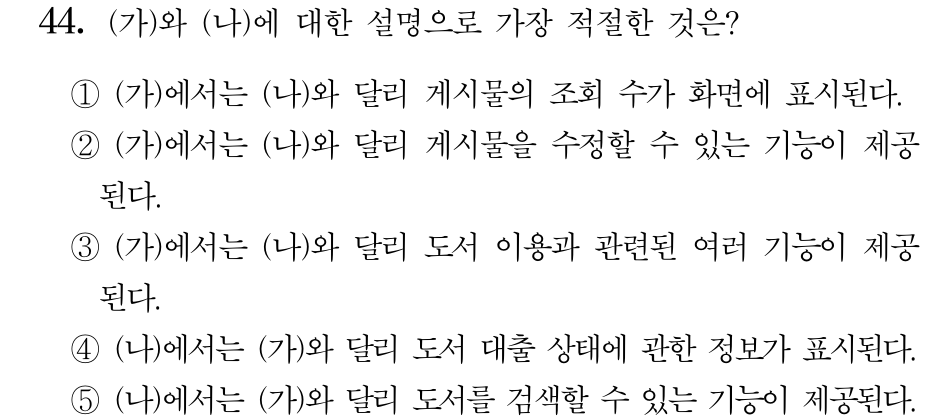 44. (가)와 (나)에 대한 설명으로 가장 적절한 것은?
① (가)에서는 (나)와 달리 게시물의 조회 수가 화면에 표시된다.
② (가)에서는 (나)와 달리 게시물을 수정할 수 있는 기능이 제공
된다.
③ (가)에서는 (나)와 달리 도서 이용과 관련된 여러 기능이 제공
된다.
④ (나)에서는 (가)와 달리 도서 대출 상태에 관한 정보가 표시된다.
⑤ (나)에서는 (가)와 달리 도서를 검색할 수 있는 기능이 제공된다.